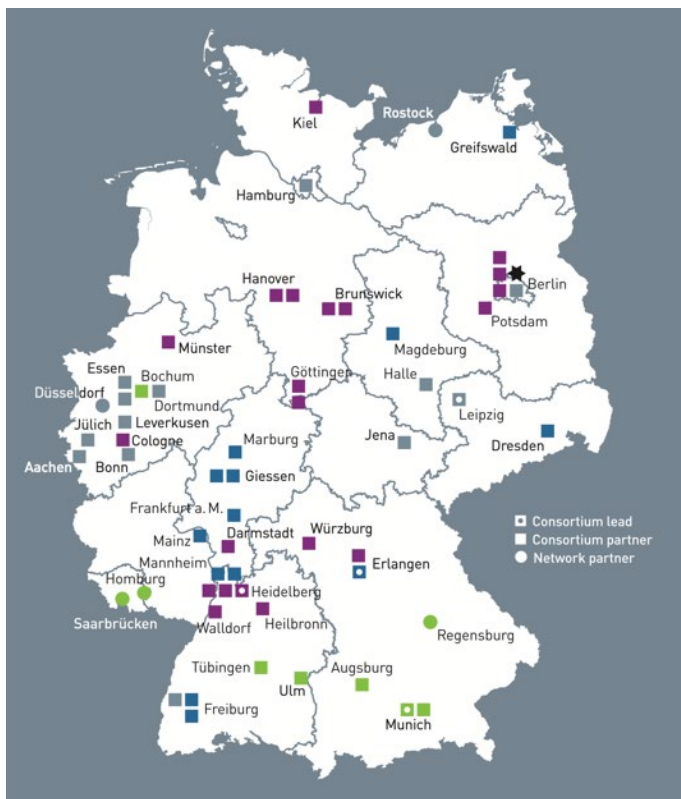 Kiel
Rostock
Greifswald
Hamburg
Hanover
Brunswick
Berlin
Potsdam
Münster
Magdeburg
Göttingen
Halle
Essen
Bochum
Düsseldorf
Dortmund
Leipzig
Jülich
Leverkusen
Cologne
Aachen
Bonn
Marburg
Jena
Dresden
Giessen
Frankfurt a. M.
Mainz
Darmstadt
Würzburg
Mannheim
Erlangen
Homburg
Heidelberg
Saarbrücken
Walldorf
Heilbronn
Regensburg
Tübingen
Ulm
Augsburg
Freiburg
Munich
Consortium lead
Consortium partner
Network partner